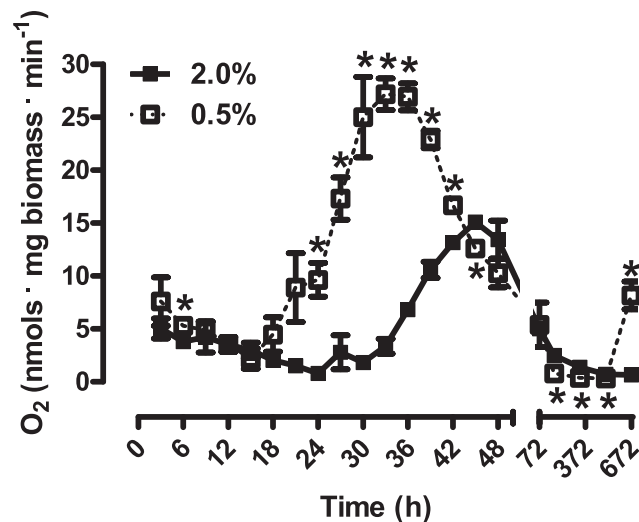 O₂ (nmols · mg biomass · min⁻¹)
30
25
20
15
10
5
0
2.0%
0.5%
* * * * * * * * * * * * * *
0 6 12 18 24 30 36 42 48 72 372 672
Time (h)